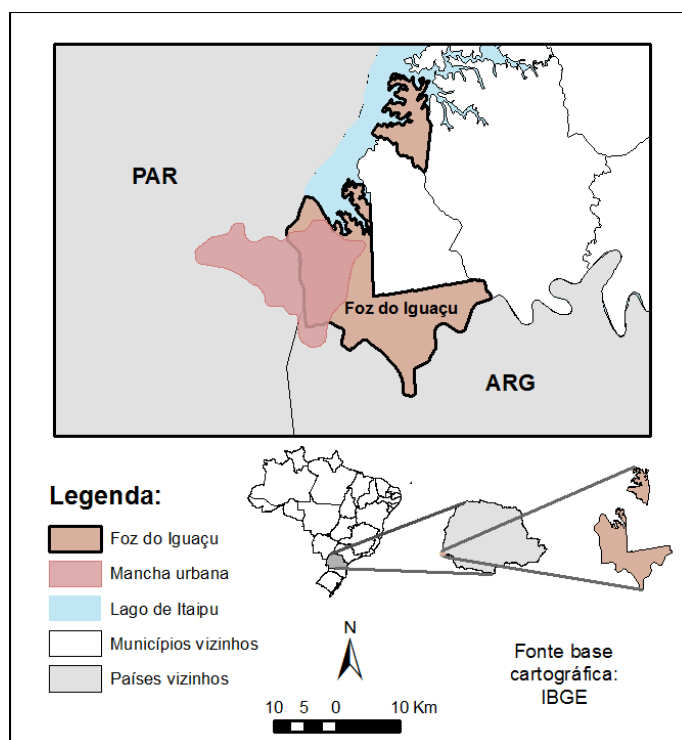 PAR
Foz do Iguaçu
ARG
Legenda:
Foz do Iguaçu
Mancha urbana
Lago de Itaipu
Municípios vizinhos
Países vizinhos
N
10 5 0 10 Km
Fonte base
cartográfica:
IBGE